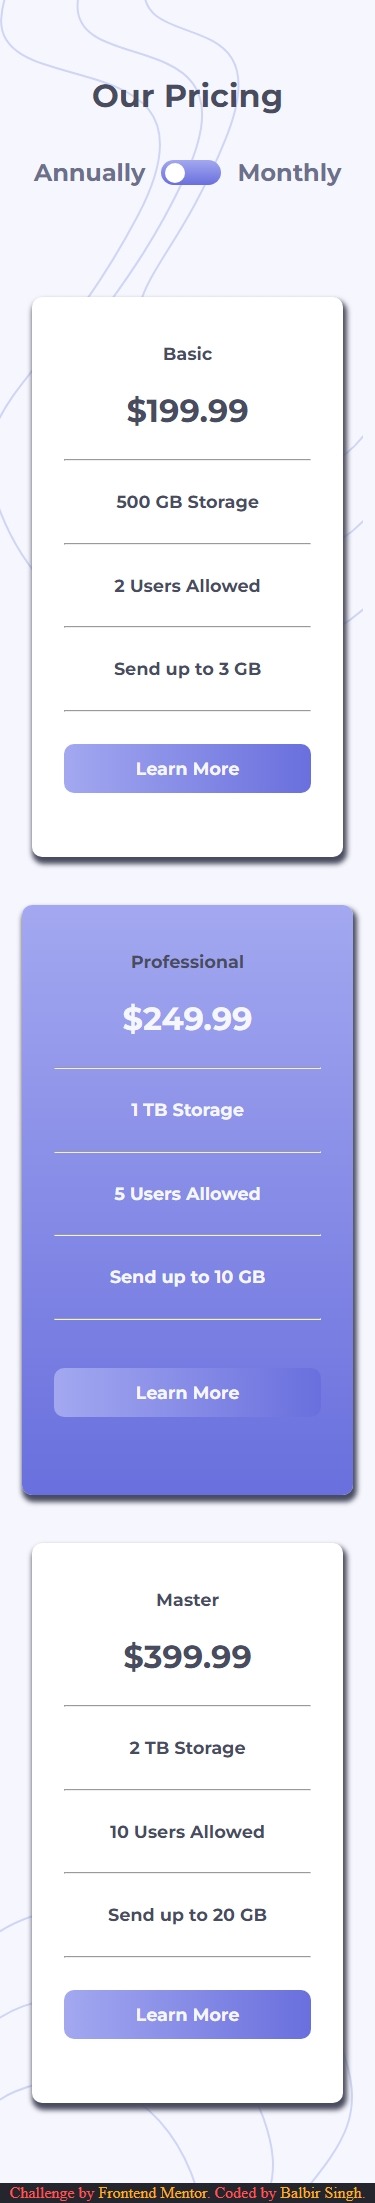 Our Pricing
Annually Monthly
Basic
$199.99
500 GB Storage
2 Users Allowed
Send up to 3 GB
Learn More
Professional
$249.99
1 TB Storage
5 Users Allowed
Send up to 10 GB
Learn More
Master
$399.99
2 TB Storage
10 Users Allowed
Send up to 20 GB
Learn More
Challenge by Frontend Mentor. Coded by Balbir Singh.